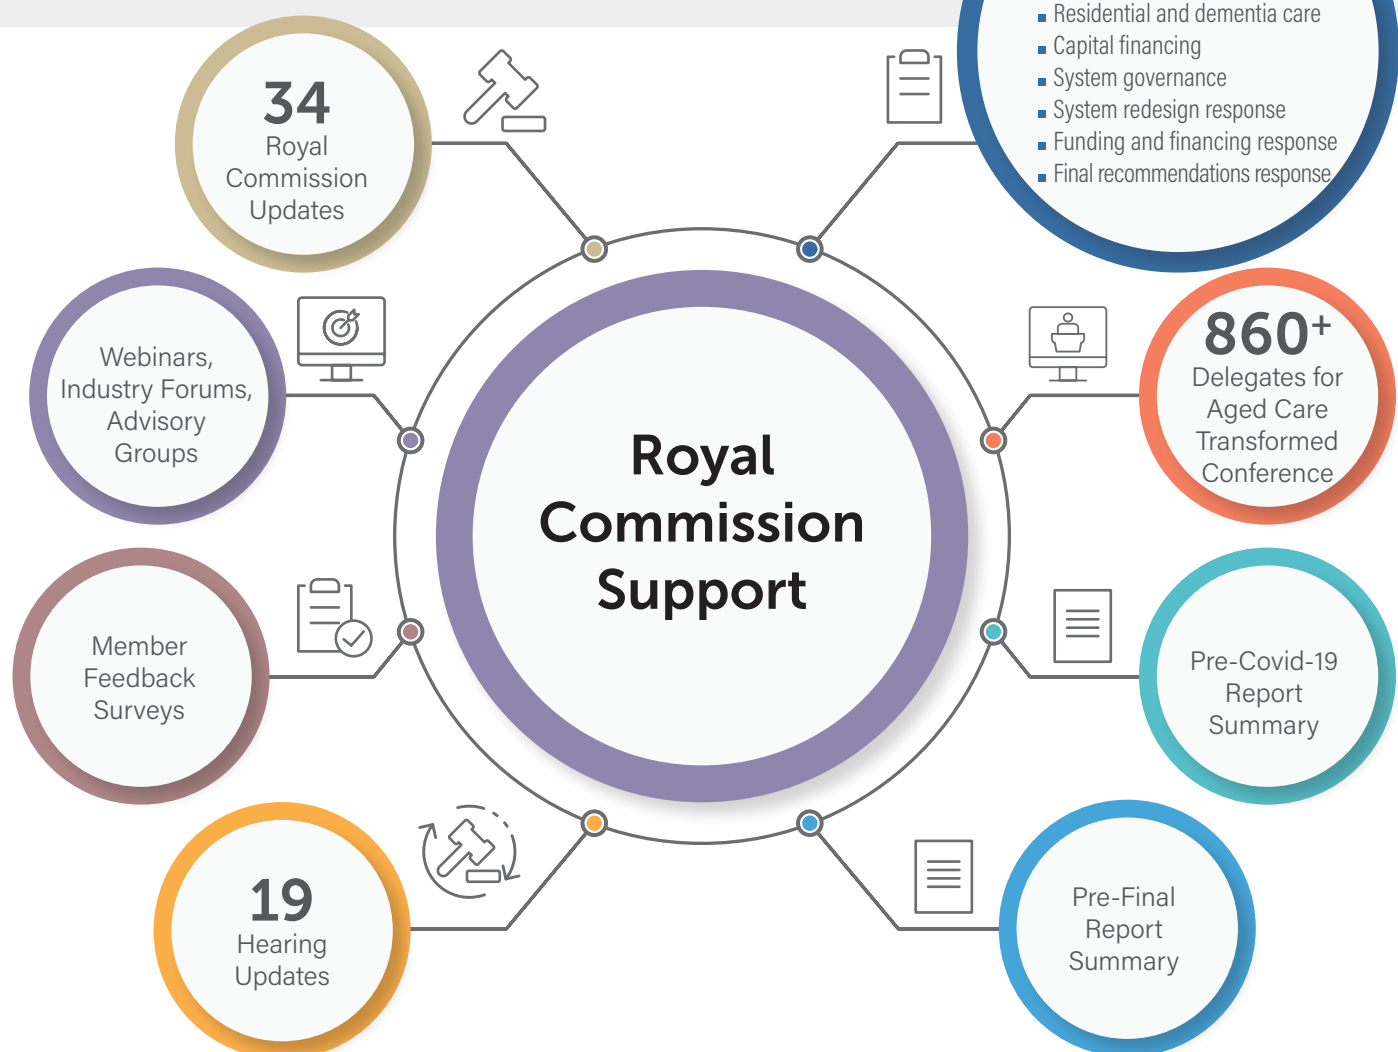 Residential and dementia care
Capital financing
System governance
System redesign response
Funding and financing response
Final recommendations response
34
Royal
Commission
Updates
Webinars,
Industry Forums,
Advisory
Groups
860+
Delegates for
Aged Care
Transformed
Conference
Royal
Commission
Support
Member
Feedback
Surveys
Pre-Covid-19
Report
Summary
19
Hearing
Updates
Pre-Final
Report
Summary